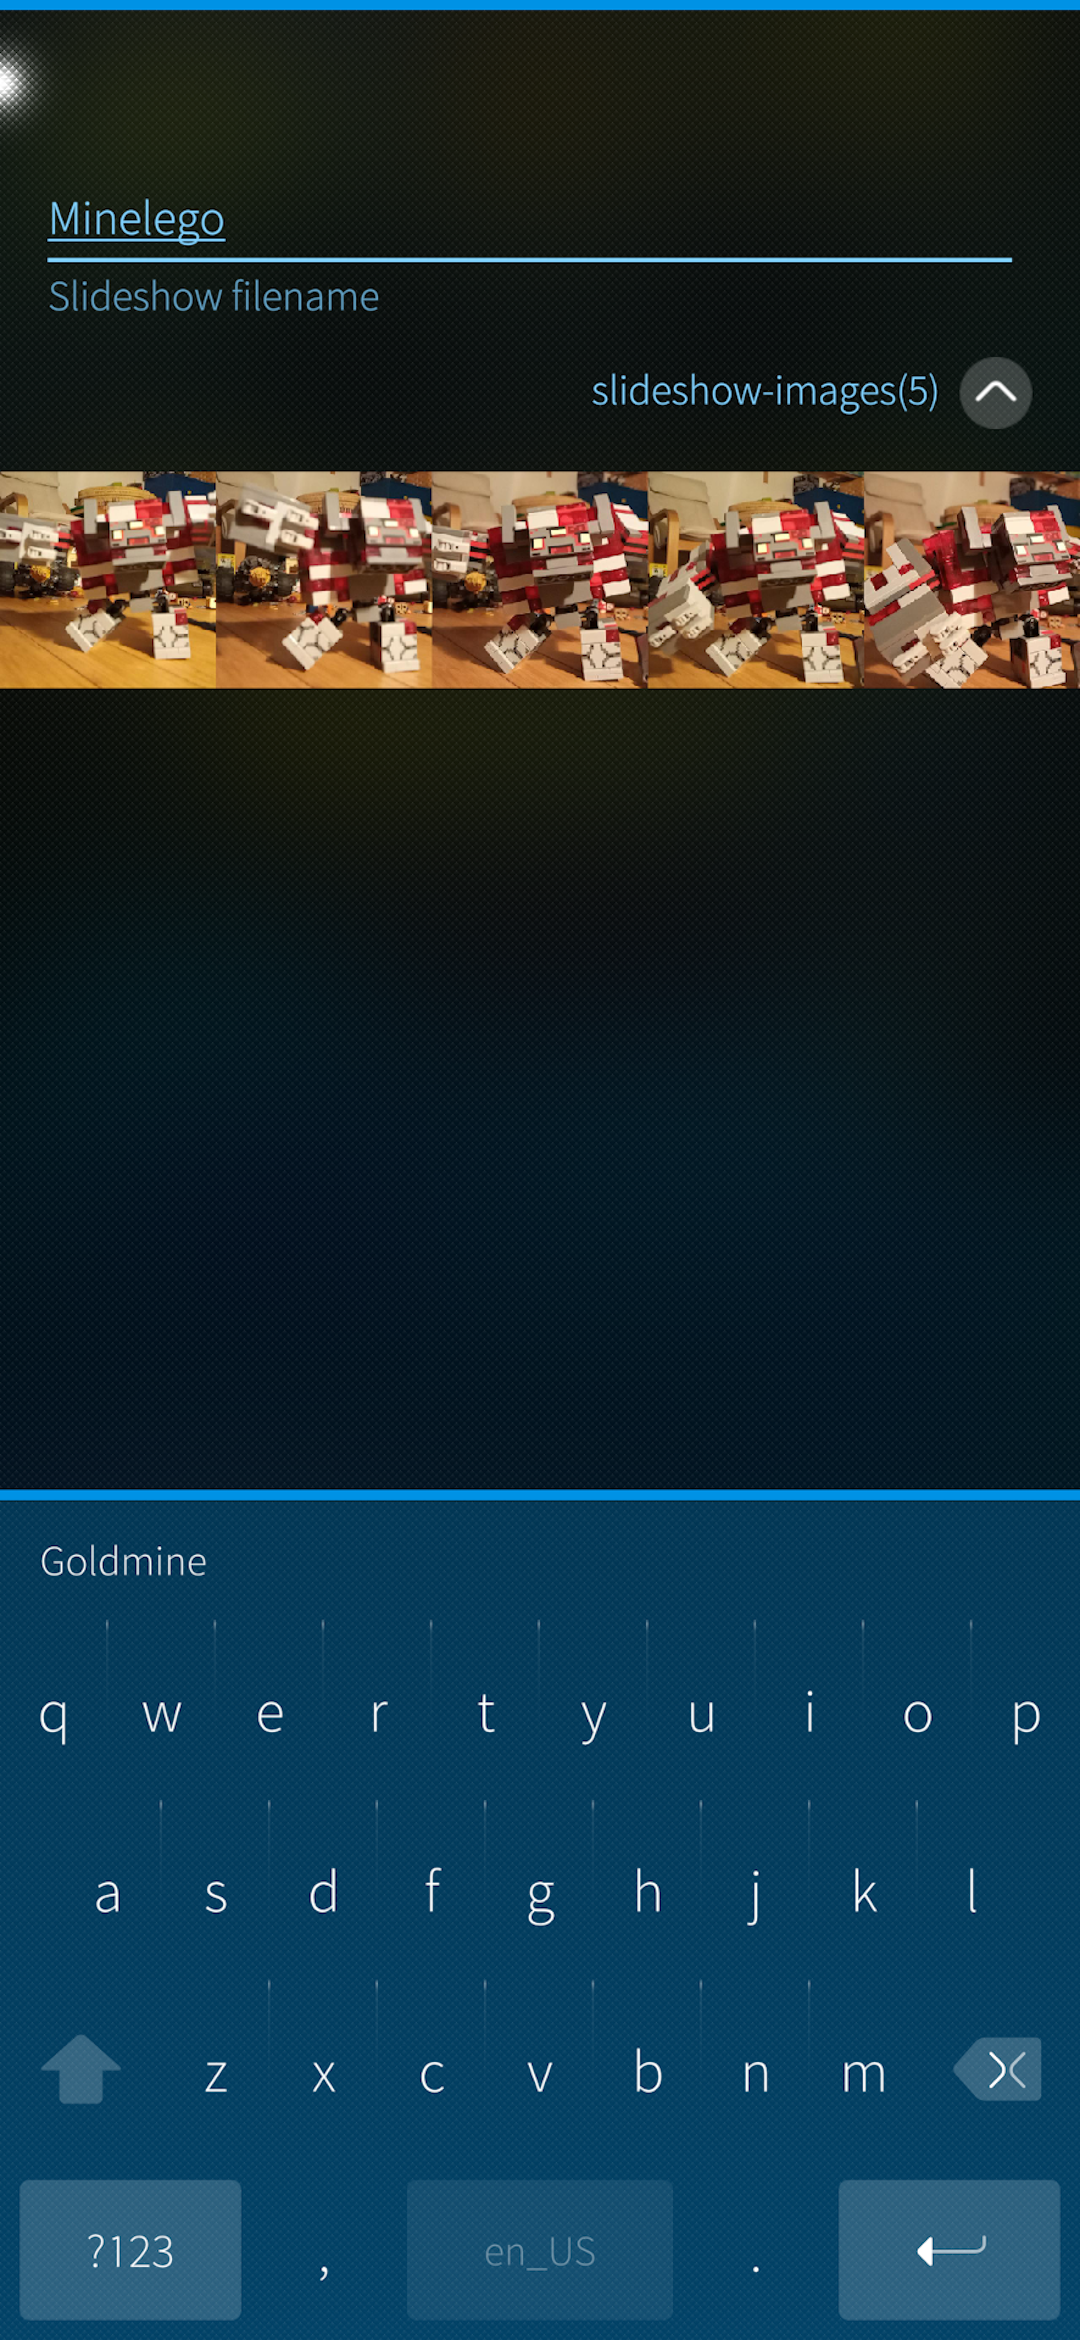 Minelego
Slideshow filename
slideshow-images(5)
Goldmine
q w e r t y u i o p
a s d f g h j k l
z x c v b n m
?123 , en_US .